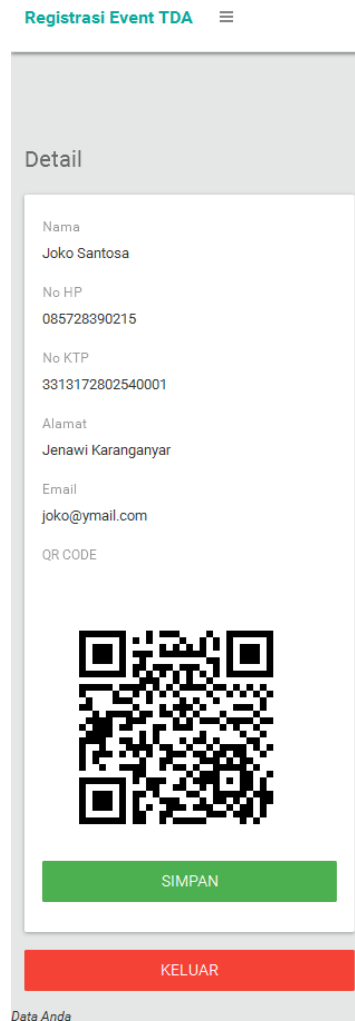 Registrasi Event TDA
Detail
Nama
Joko Santosa
No HP
085728390215
No KTP
3313172802540001
Alamat
Jenawi Karanganyar
Email
joko@ymail.com
QR CODE
SIMPAN
KELUAR
Data Anda